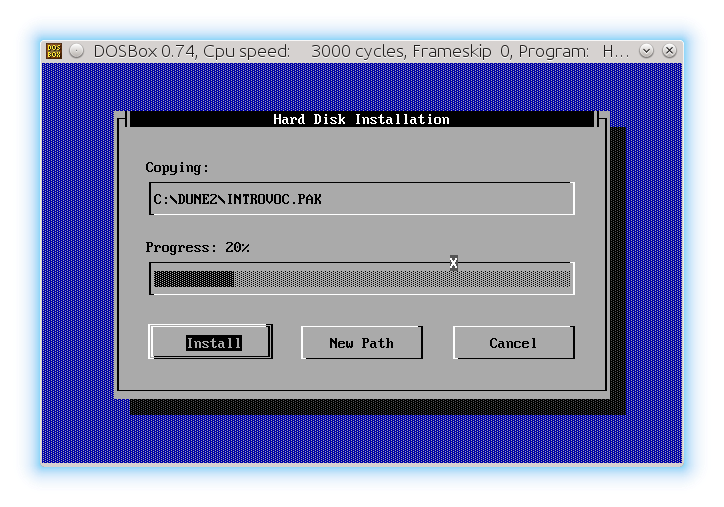 DOS BOX DOSBox 0.74, Cpu speed: 3000 cycles, Frameskip 0, Program: H...
Hard Disk Installation
Copying:
C:\DUNE2\INTROVOC.PAK
Progress: 20%
X
Install New Path Cancel